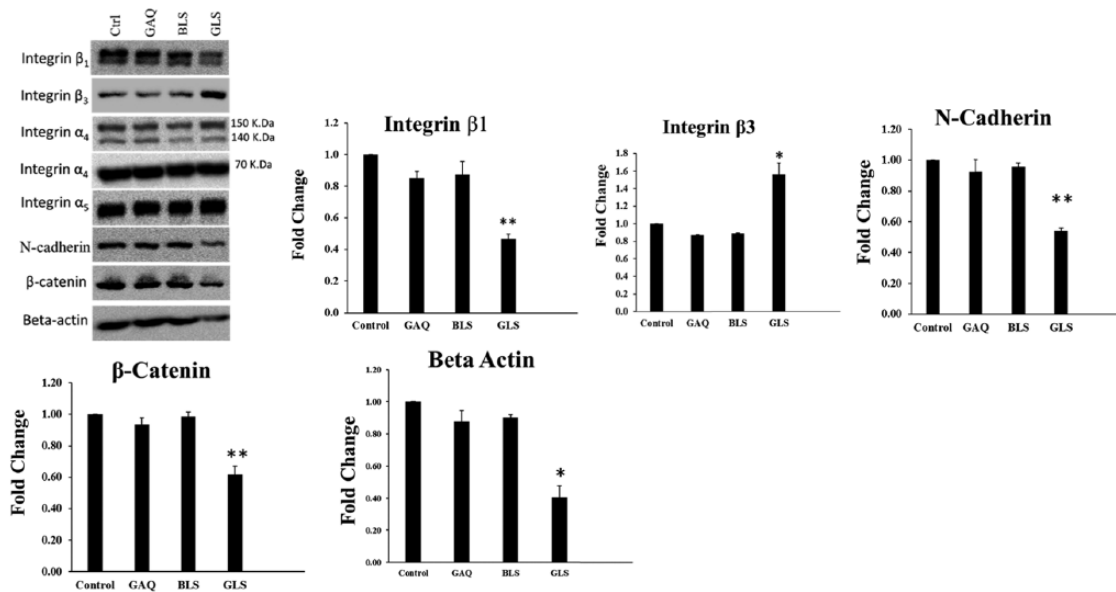 Ctrl GAQ BLS GLS
Integrin β1
Integrin β3
Integrin α4 150 K.Da
140 K.Da
Integrin α4 70 K.Da
Integrin α5
N-cadherin
β-catenin
Beta-actin
Integrin β1
Fold Change
1.2
1.0
0.8
0.6
0.4
0.2
0.0
**
Control GAQ BLS GLS
Integrin β3
Fold Change
1.8
1.6
1.4
1.2
1.0
0.8
0.6
0.4
0.2
0.0
*
Control GAQ BLS GLS
N-Cadherin
Fold Change
1.20
1.00
0.80
0.60
0.40
0.20
0.00
**
Control GAQ BLS GLS
β-Catenin
Fold Change
1.20
1.00
0.80
0.60
0.40
0.20
0.00
**
Control GAQ BLS GLS
Beta Actin
Fold Change
1.20
1.00
0.80
0.60
0.40
0.20
0.00
*
Control GAQ BLS GLS